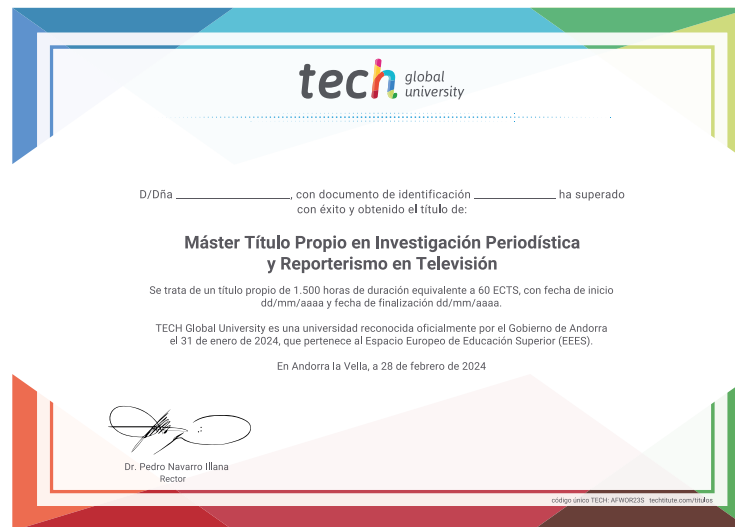 tech global university
D/Dña ____________, con documento de identificación ____________ ha superado
con éxito y obtenido el título de:
Máster Título Propio en Investigación Periodística
y Reporterismo en Televisión
Se trata de un título propio de 1.500 horas de duración equivalente a 60 ECTS, con fecha de inicio
dd/mm/aaaa y fecha de finalización dd/mm/aaaa.
TECH Global University es una universidad reconocida oficialmente por el Gobierno de Andorra
el 31 de enero de 2024, que pertenece al Espacio Europeo de Educación Superior (EEES).
En Andorra la Vella, a 28 de febrero de 2024
Dr. Pedro Navarro Illana
Rector
código único TECH: AFWOR23S techtitute.com/titulos